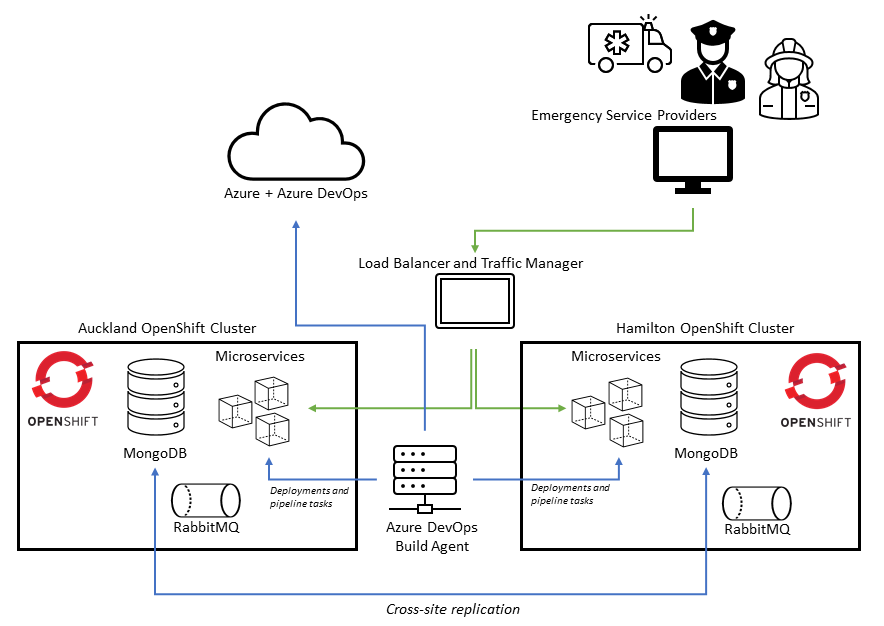 Emergency Service Providers
Azure + Azure DevOps
Load Balancer and Traffic Manager
Auckland OpenShift Cluster
Hamilton OpenShift Cluster
Microservices
OPENSHIFT
MongoDB
RabbitMQ
Deployments and
pipeline tasks
Azure DevOps
Build Agent
Microservices
OPENSHIFT
MongoDB
Deployments and
pipeline tasks
RabbitMQ
Cross-site replication